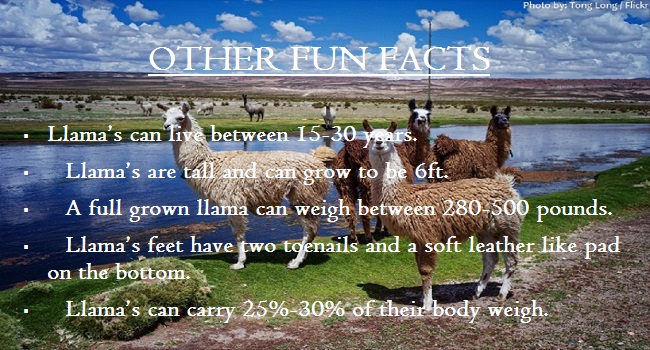 Photo by: Tong Long / Flickr
OTHER FUN FACTS
▪ Llama's can live between 15-30 years.
▪ Llama's are tall and can grow to be 6ft.
▪ A full grown llama can weigh between 280-500 pounds.
▪ Llama's feet have two toenails and a soft leather like pad
on the bottom.
▪ Llama's can carry 25%-30% of their body weigh.